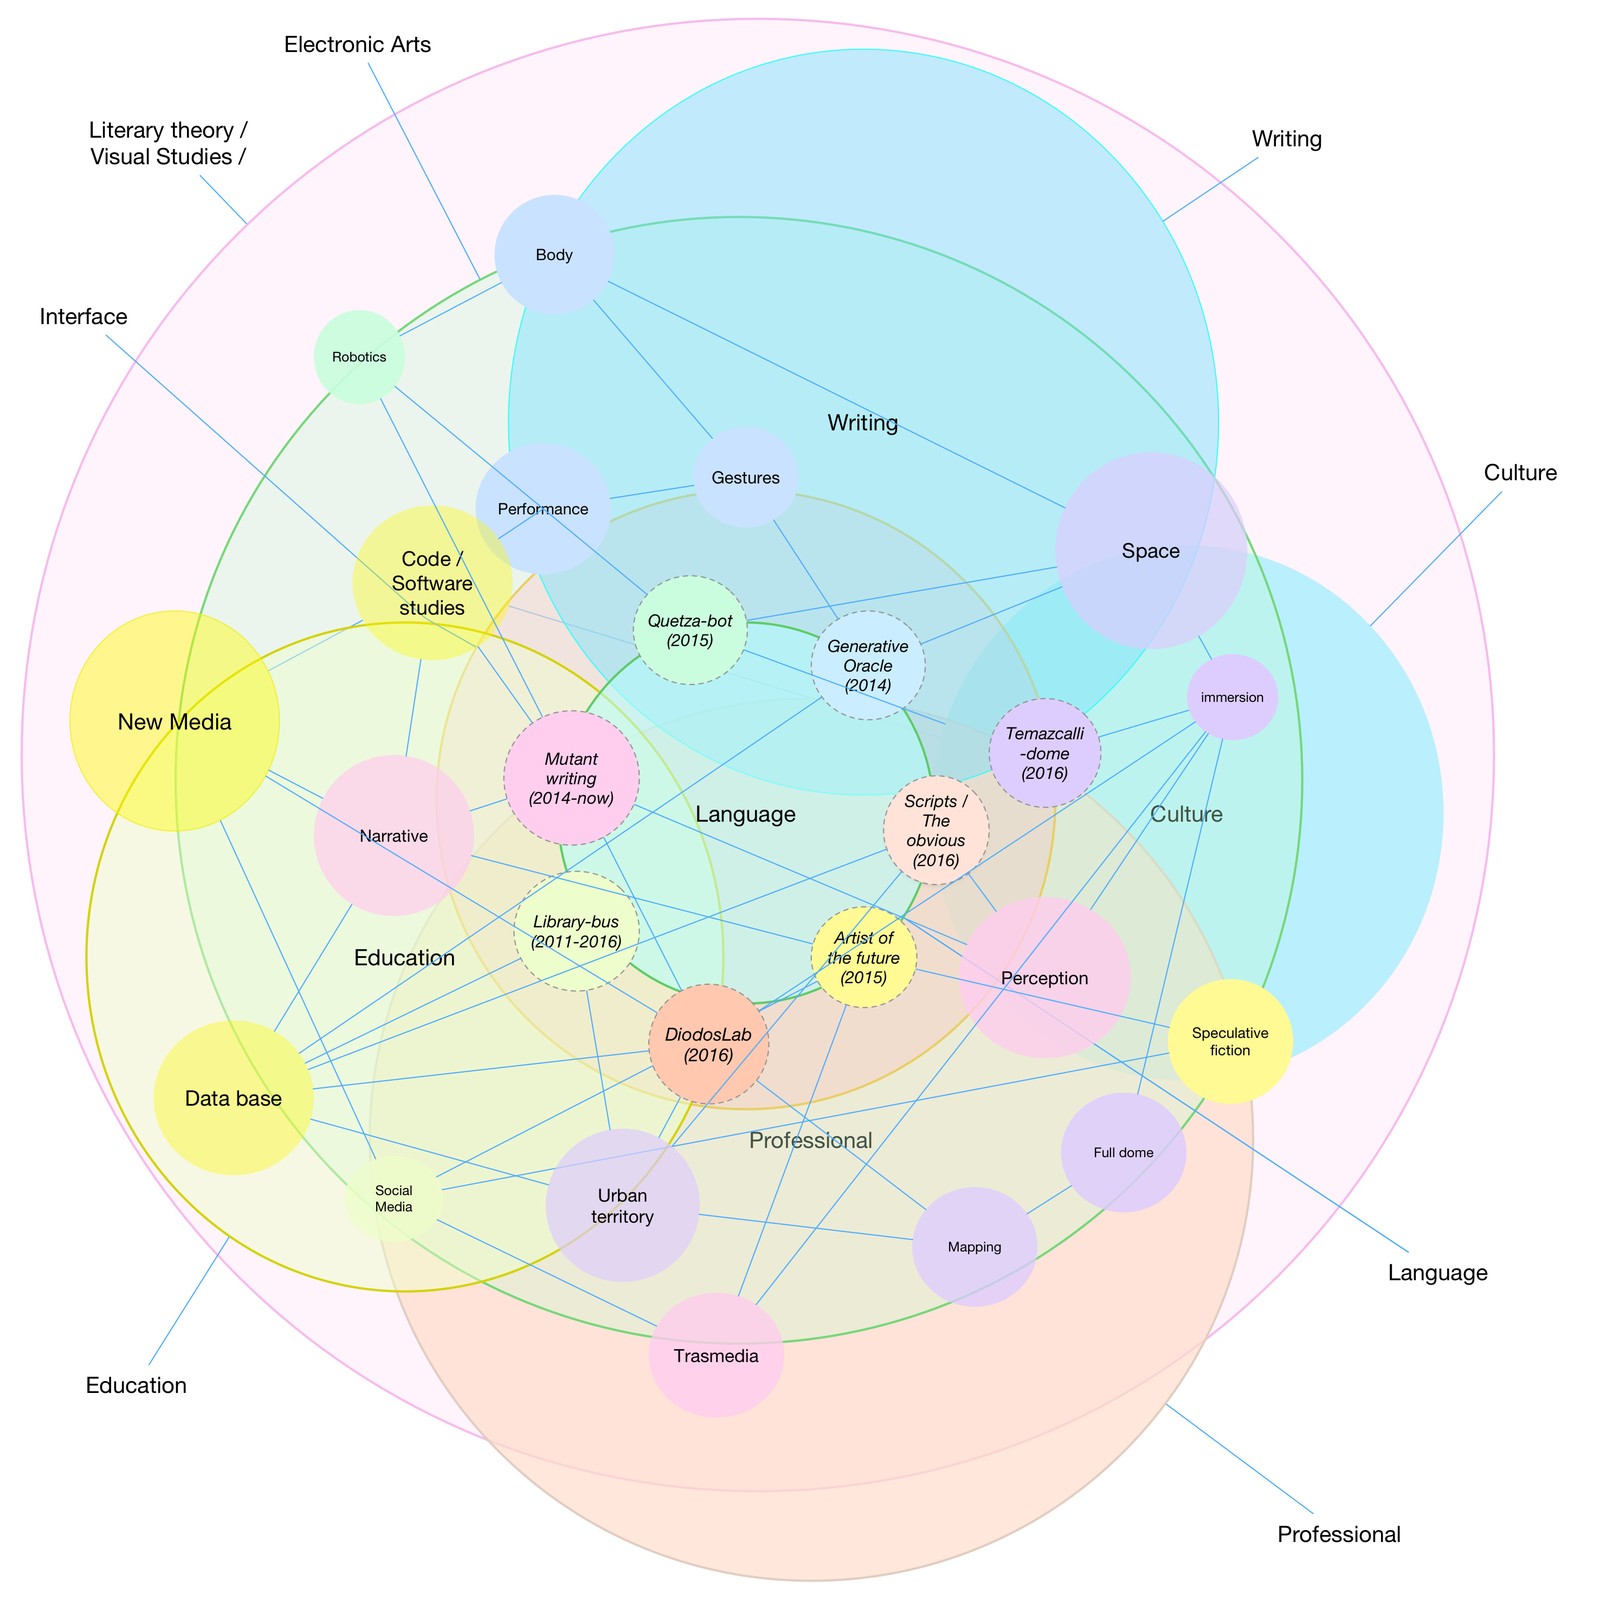 Electronic Arts
Literary theory /
Visual Studies /
Writing
Body
Interface
Robotics
Writing
Culture
Gestures
Performance
Space
Code /
Software
studies
Quetza-bot
(2015)
Generative
Oracle
(2014)
immersion
New Media
Temazcalli
-dome
(2016)
Mutant
writing
(2014-now)
Language
Scripts /
The
obvious
(2016)
Culture
Narrative
Library-bus
(2011-2016)
Artist of
the future
(2015)
Education
Perception
DiodosLab
(2016)
Speculative
fiction
Data base
Professional
Full dome
Social
Media
Urban
territory
Mapping
Language
Trasmedia
Education
Professional